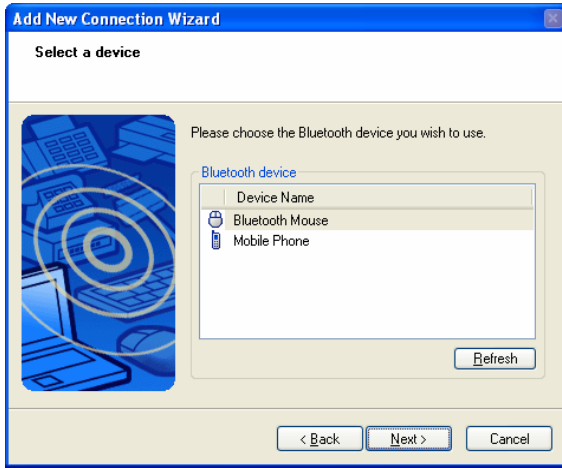 Add New Connection Wizard
Select a device
Please choose the Bluetooth device you wish to use.
Bluetooth device
Device Name
Bluetooth Mouse
Mobile Phone
Refresh
< Back Next > Cancel